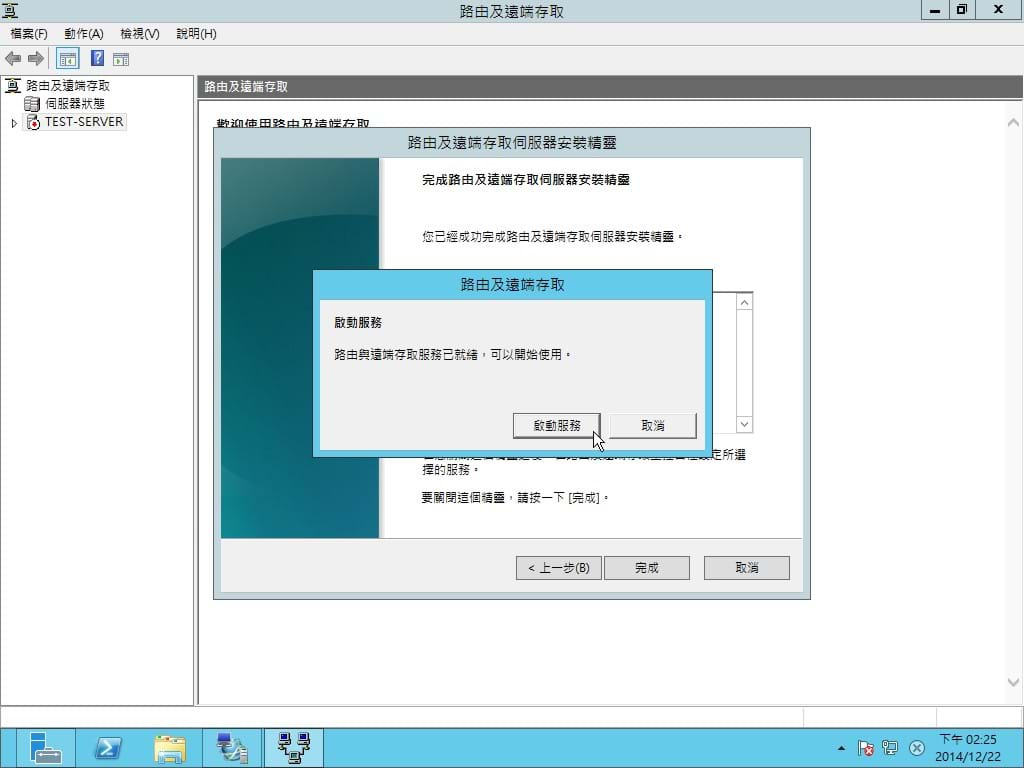 路由及遠端存取
檔案(F) 動作(A) 檢視(V) 說明(H)
路由及遠端存取
伺服器狀態
TEST-SERVER
路由及遠端存取
歡迎使用路由及遠端存取
路由及遠端存取伺服器安裝精靈
完成路由及遠端存取伺服器安裝精靈
您已經成功完成路由及遠端存取伺服器安裝精靈。
路由及遠端存取
啟動服務
路由與遠端存取服務已就緒，可以開始使用。
啟動服務 取消
定所選
擇的服務。
要關閉這個精靈，請按一下 [完成]。
< 上一步(B) 完成 取消
下午 02:25
2014/12/22